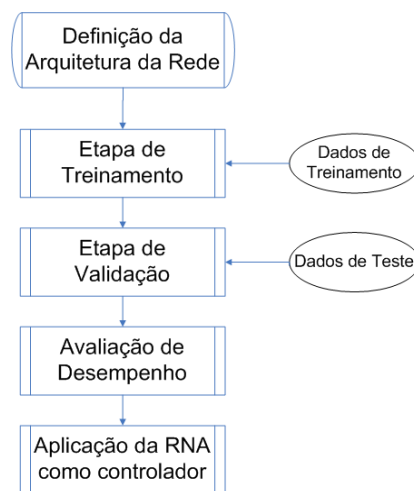 Definição da
Arquitetura da Rede
Etapa de
Treinamento
Dados de
Treinamento
Etapa de
Validação
Dados de Teste
Avaliação de
Desempenho
Aplicação da RNA
como controlador